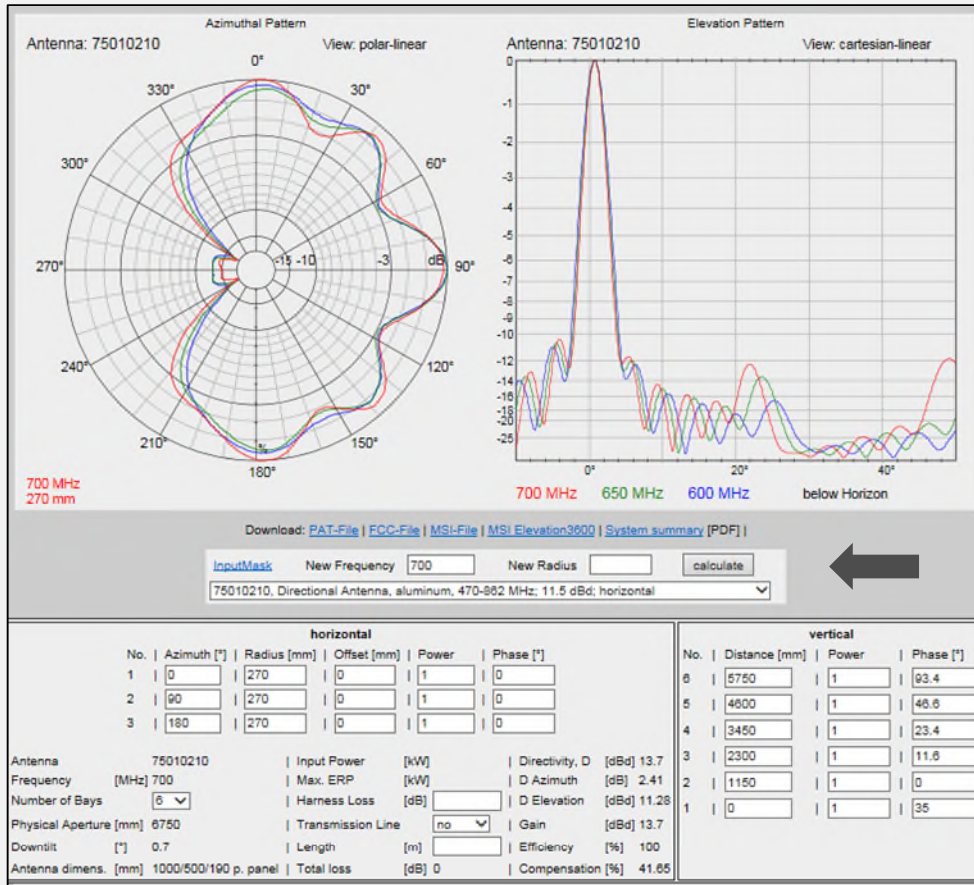 Azimuthal Pattern
Antenna: 75010210 View: polar-linear
0°
330° 30°
300° 60°
270° -15 -10 -3 dB 90°
240° 120°
210° 150°
%
180°
700 MHz
270 mm
Elevation Pattern
Antenna: 75010210 View: cartesian-linear
0
-1
-2
-3
-4
-5
-6
-7
-8
-9
-10
-12
-14
-16
-20
-25
0° 20° 40°
700 MHz 650 MHz 600 MHz below Horizon
Download: PAT-File | FCC-File | MSI-File | MSI Elevation3600 | System summary [PDF] |
InputMask New Frequency 700 New Radius calculate
75010210, Directional Antenna, aluminum, 470-862 MHz; 11.5 dBd; horizontal
horizontal
No. | Azimuth [°] | Radius [mm] | Offset [mm] | Power | Phase [°]
1 | 0 | 270 | 0 | 1 | 0
2 | 90 | 270 | 0 | 1 | 0
3 | 180 | 270 | 0 | 1 | 0
Antenna 75010210 | Input Power [kW] | Directivity, D [dBd] 13.7
Frequency [MHz] 700 | Max. ERP [kW] | D Azimuth [dB] 2.41
Number of Bays 6 | Harness Loss [dB] | D Elevation [dBd] 11.28
Physical Aperture [mm] 6750 | Transmission Line no | Gain [dBd] 13.7
Downtilt [°] 0.7 | Length [m] | Efficiency [%] 100
Antenna dimens. [mm] 1000/500/190 p. panel | Total loss [dB] 0 | Compensation [%] 41.65
vertical
No. | Distance [mm] | Power | Phase [°]
6 | 5750 | 1 | 93.4
5 | 4600 | 1 | 46.6
4 | 3450 | 1 | 23.4
3 | 2300 | 1 | 11.6
2 | 1150 | 1 | 0
1 | 0 | 1 | 35